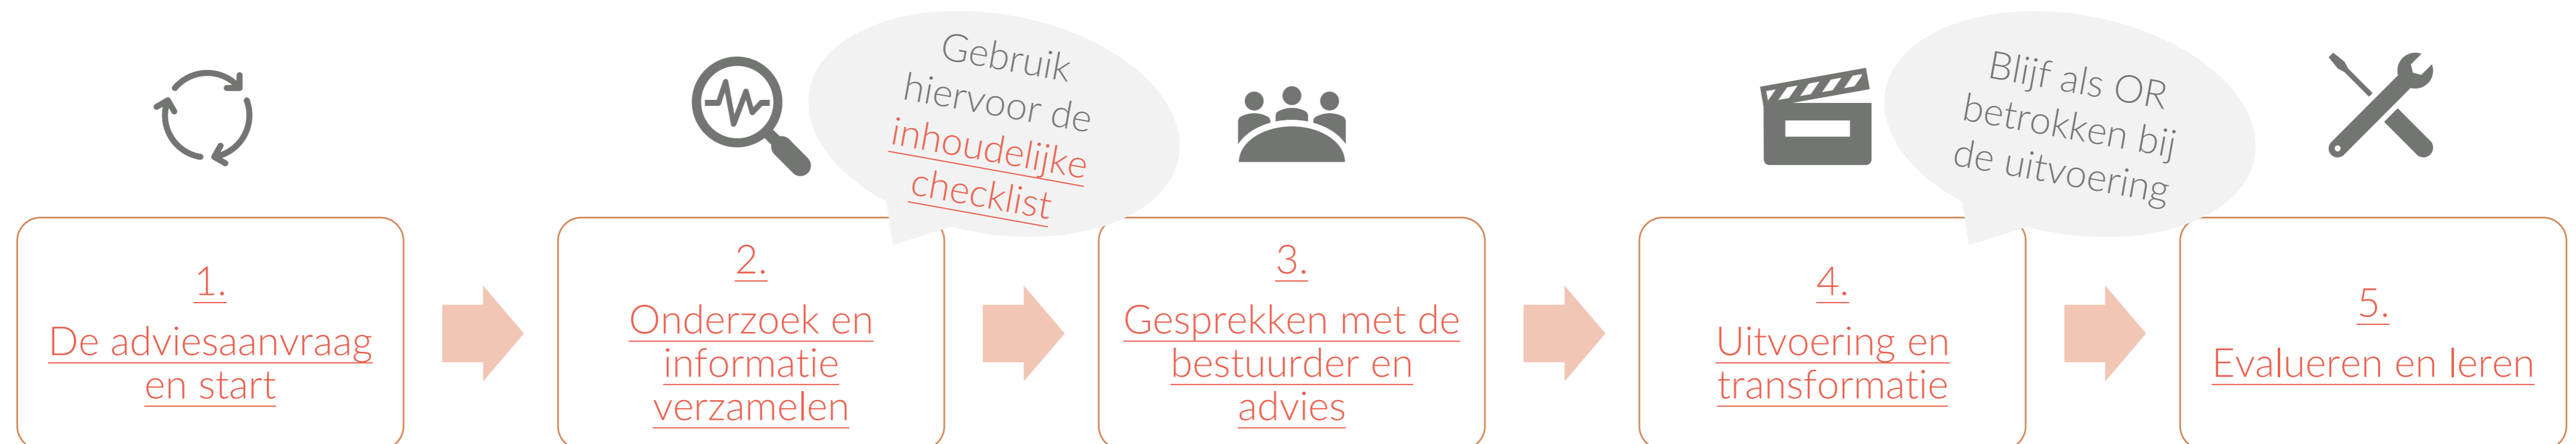 Gebruik
hiervoor de
inhoudelijke
checklist
Blijf als OR
betrokken bij
de uitvoering
1.
De adviesaanvraag
en start
2.
Onderzoek en
informatie
verzamelen
3.
Gesprekken met de
bestuurder en
advies
4.
Uitvoering en
transformatie
5.
Evalueren en leren